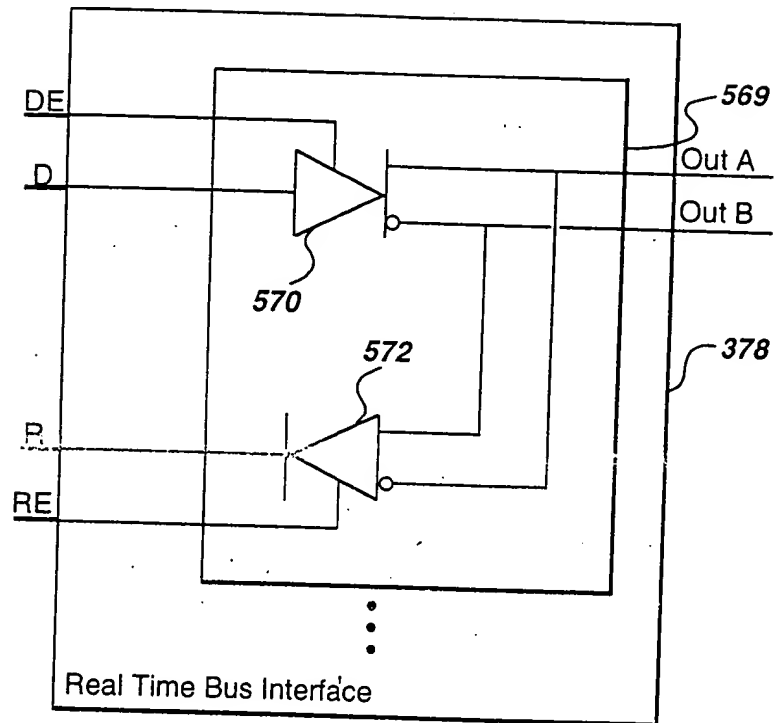 DE
569
D
Out A
Out B
570
572
378
R
RE
Real Time Bus Interface